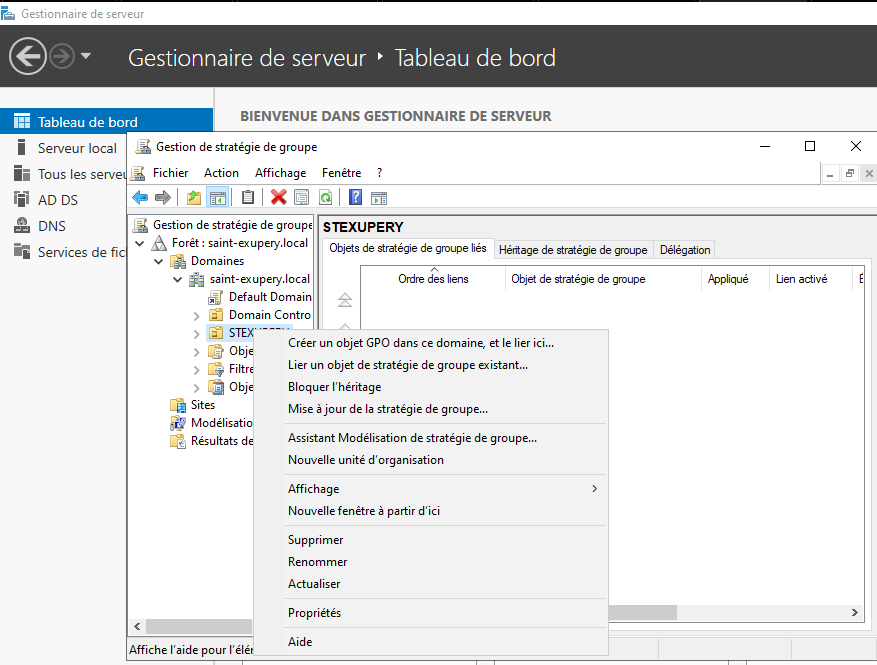 Gestionnaire de serveur
Gestionnaire de serveur ‣ Tableau de bord
Tableau de bord
BIENVENUE DANS GESTIONNAIRE DE SERVEUR
Serveur local
Tous les serveu
AD DS
DNS
Services de fic
Gestion de stratégie de groupe
Fichier Action Affichage Fenêtre ?
Gestion de stratégie de groupe
Forêt : saint-exupery.local
Domaines
saint-exupery.local
Default Domain
Domain Contro
STEXUPERY
Obje
Filtre
Obje
Sites
Modélisatio
Résultats de
STEXUPERY
Objets de stratégie de groupe liés Héritage de stratégie de groupe Délégation
Ordre des liens Objet de stratégie de groupe Appliqué Lien activé É
Créer un objet GPO dans ce domaine, et le lier ici...
Lier un objet de stratégie de groupe existant...
Bloquer l'héritage
Mise à jour de la stratégie de groupe...
Assistant Modélisation de stratégie de groupe...
Nouvelle unité d'organisation
Affichage
Nouvelle fenêtre à partir d'ici
Supprimer
Renommer
Actualiser
Propriétés
Aide
Affiche l'aide pour l'élé